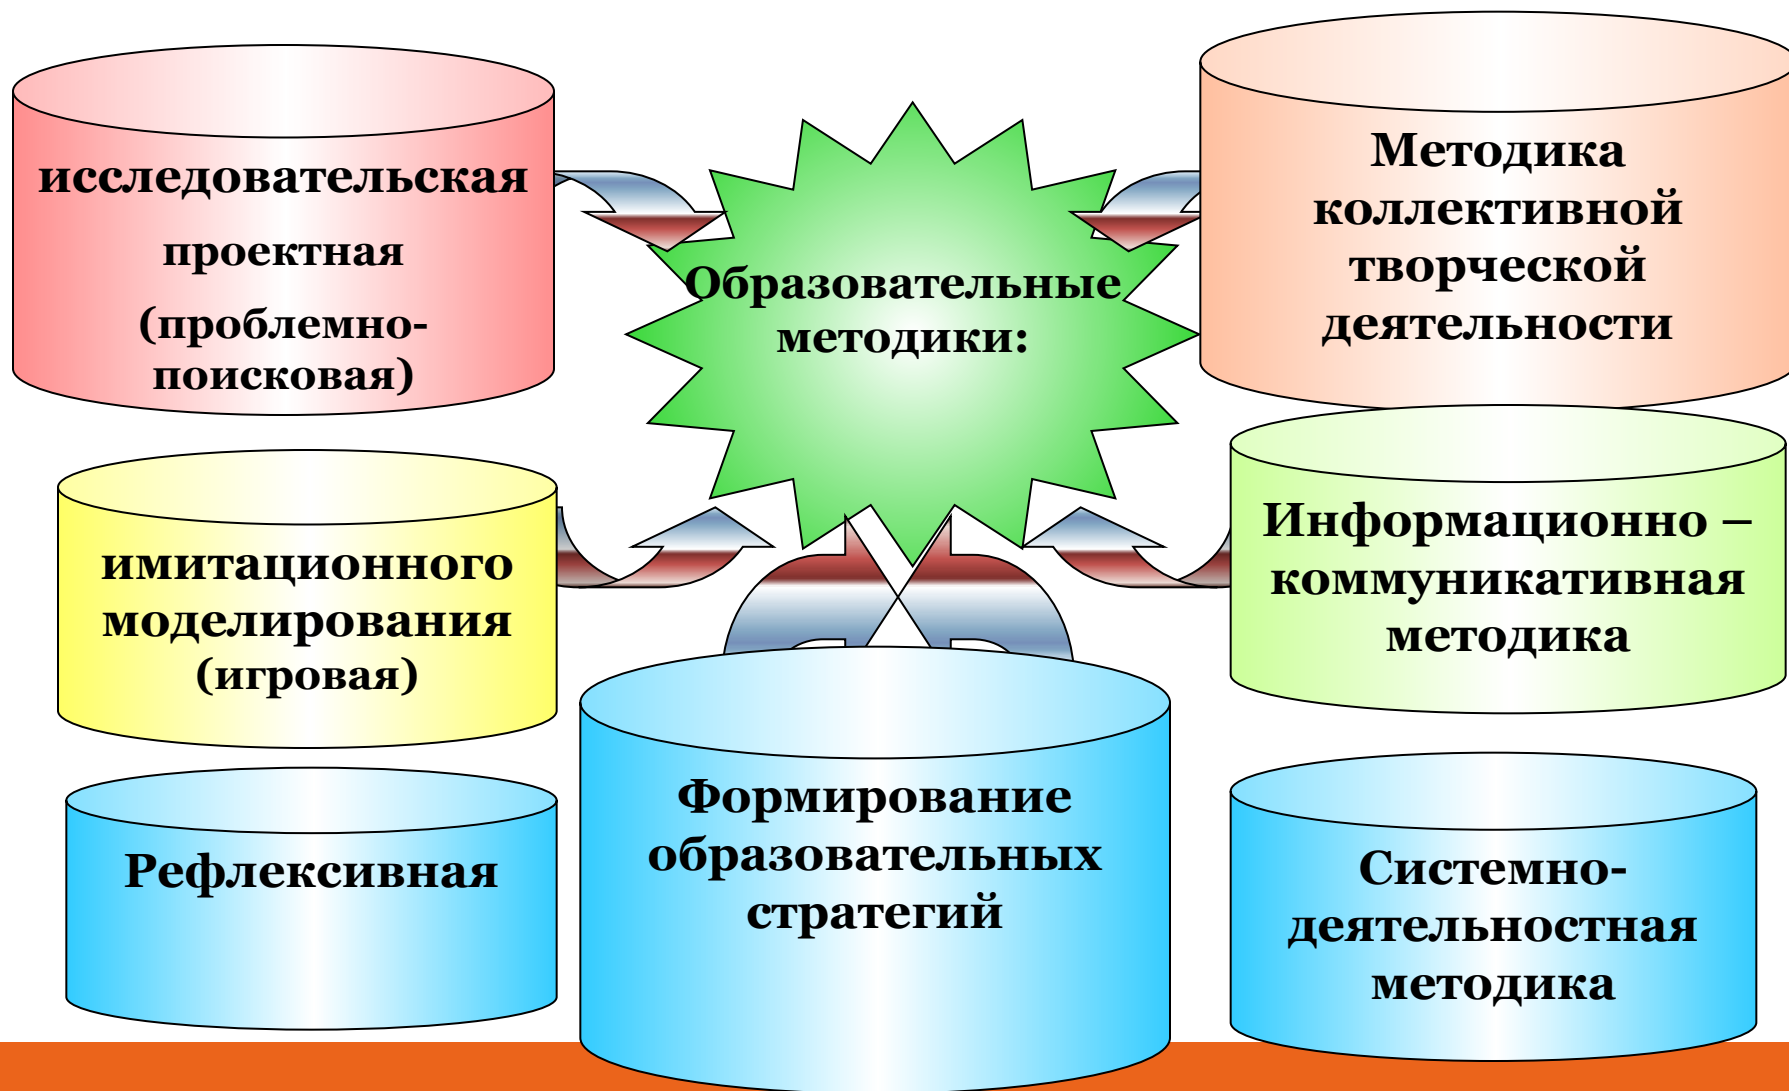 исследовательская
проектная
(проблемно-
поисковая)
Образовательные
методики:
Методика
коллективной
творческой
деятельности
имитационного
моделирования
(игровая)
Информационно –
коммуникативная
методика
Рефлексивная
Формирование
образовательных
стратегий
Системно-
деятельностная
методика